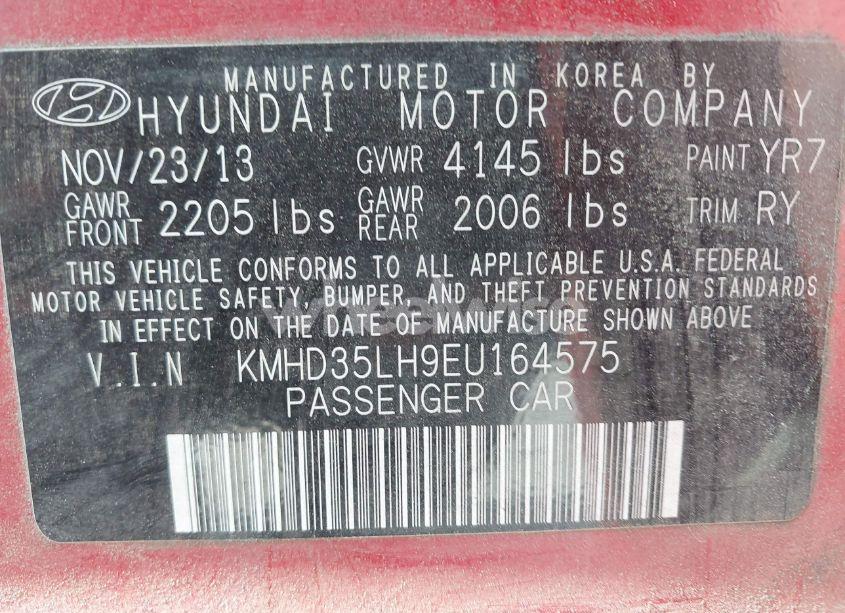 MANUFACTURED IN KOREA BY
HYUNDAI MOTOR COMPANY
NOV/23/13 GVWR 4145 lbs PAINT YR7
GAWR FRONT 2205 lbs GAWR REAR 2006 lbs TRIM RY
THIS VEHICLE CONFORMS TO ALL APPLICABLE U.S.A. FEDERAL
MOTOR VEHICLE SAFETY, BUMPER, AND THEFT PREVENTION STANDARDS
IN EFFECT ON THE DATE OF MANUFACTURE SHOWN ABOVE
V.I.N KMHD35LH9EU164575
PASSENGER CAR